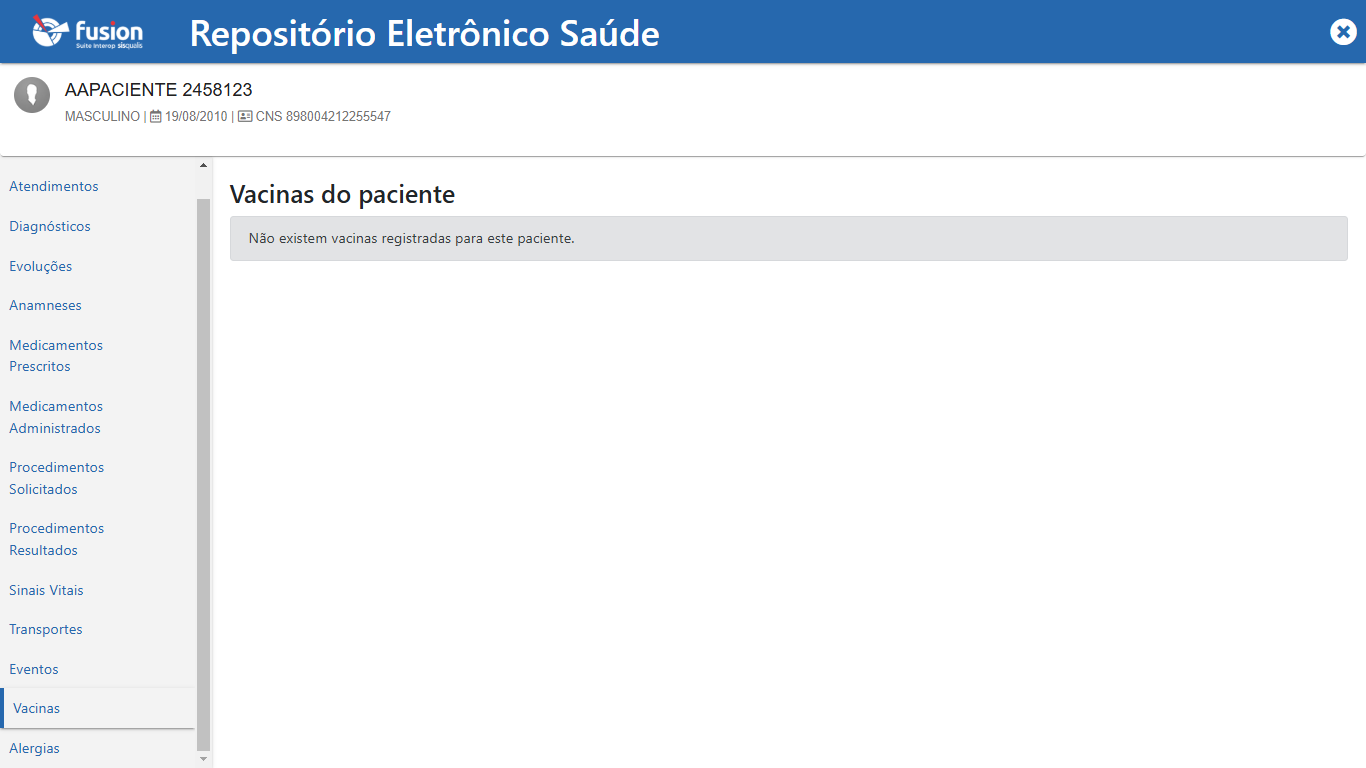 fusion
Suite Interop sisqualis
Repositório Eletrônico Saúde
AAPACIENTE 2458123
MASCULINO | 19/08/2010 | CNS 898004212255547
Atendimentos
Diagnósticos
Evoluções
Anamneses
Medicamentos
Prescritos
Medicamentos
Administrados
Procedimentos
Solicitados
Procedimentos
Resultados
Sinais Vitais
Transportes
Eventos
Vacinas
Alergias
Vacinas do paciente
Não existem vacinas registradas para este paciente.